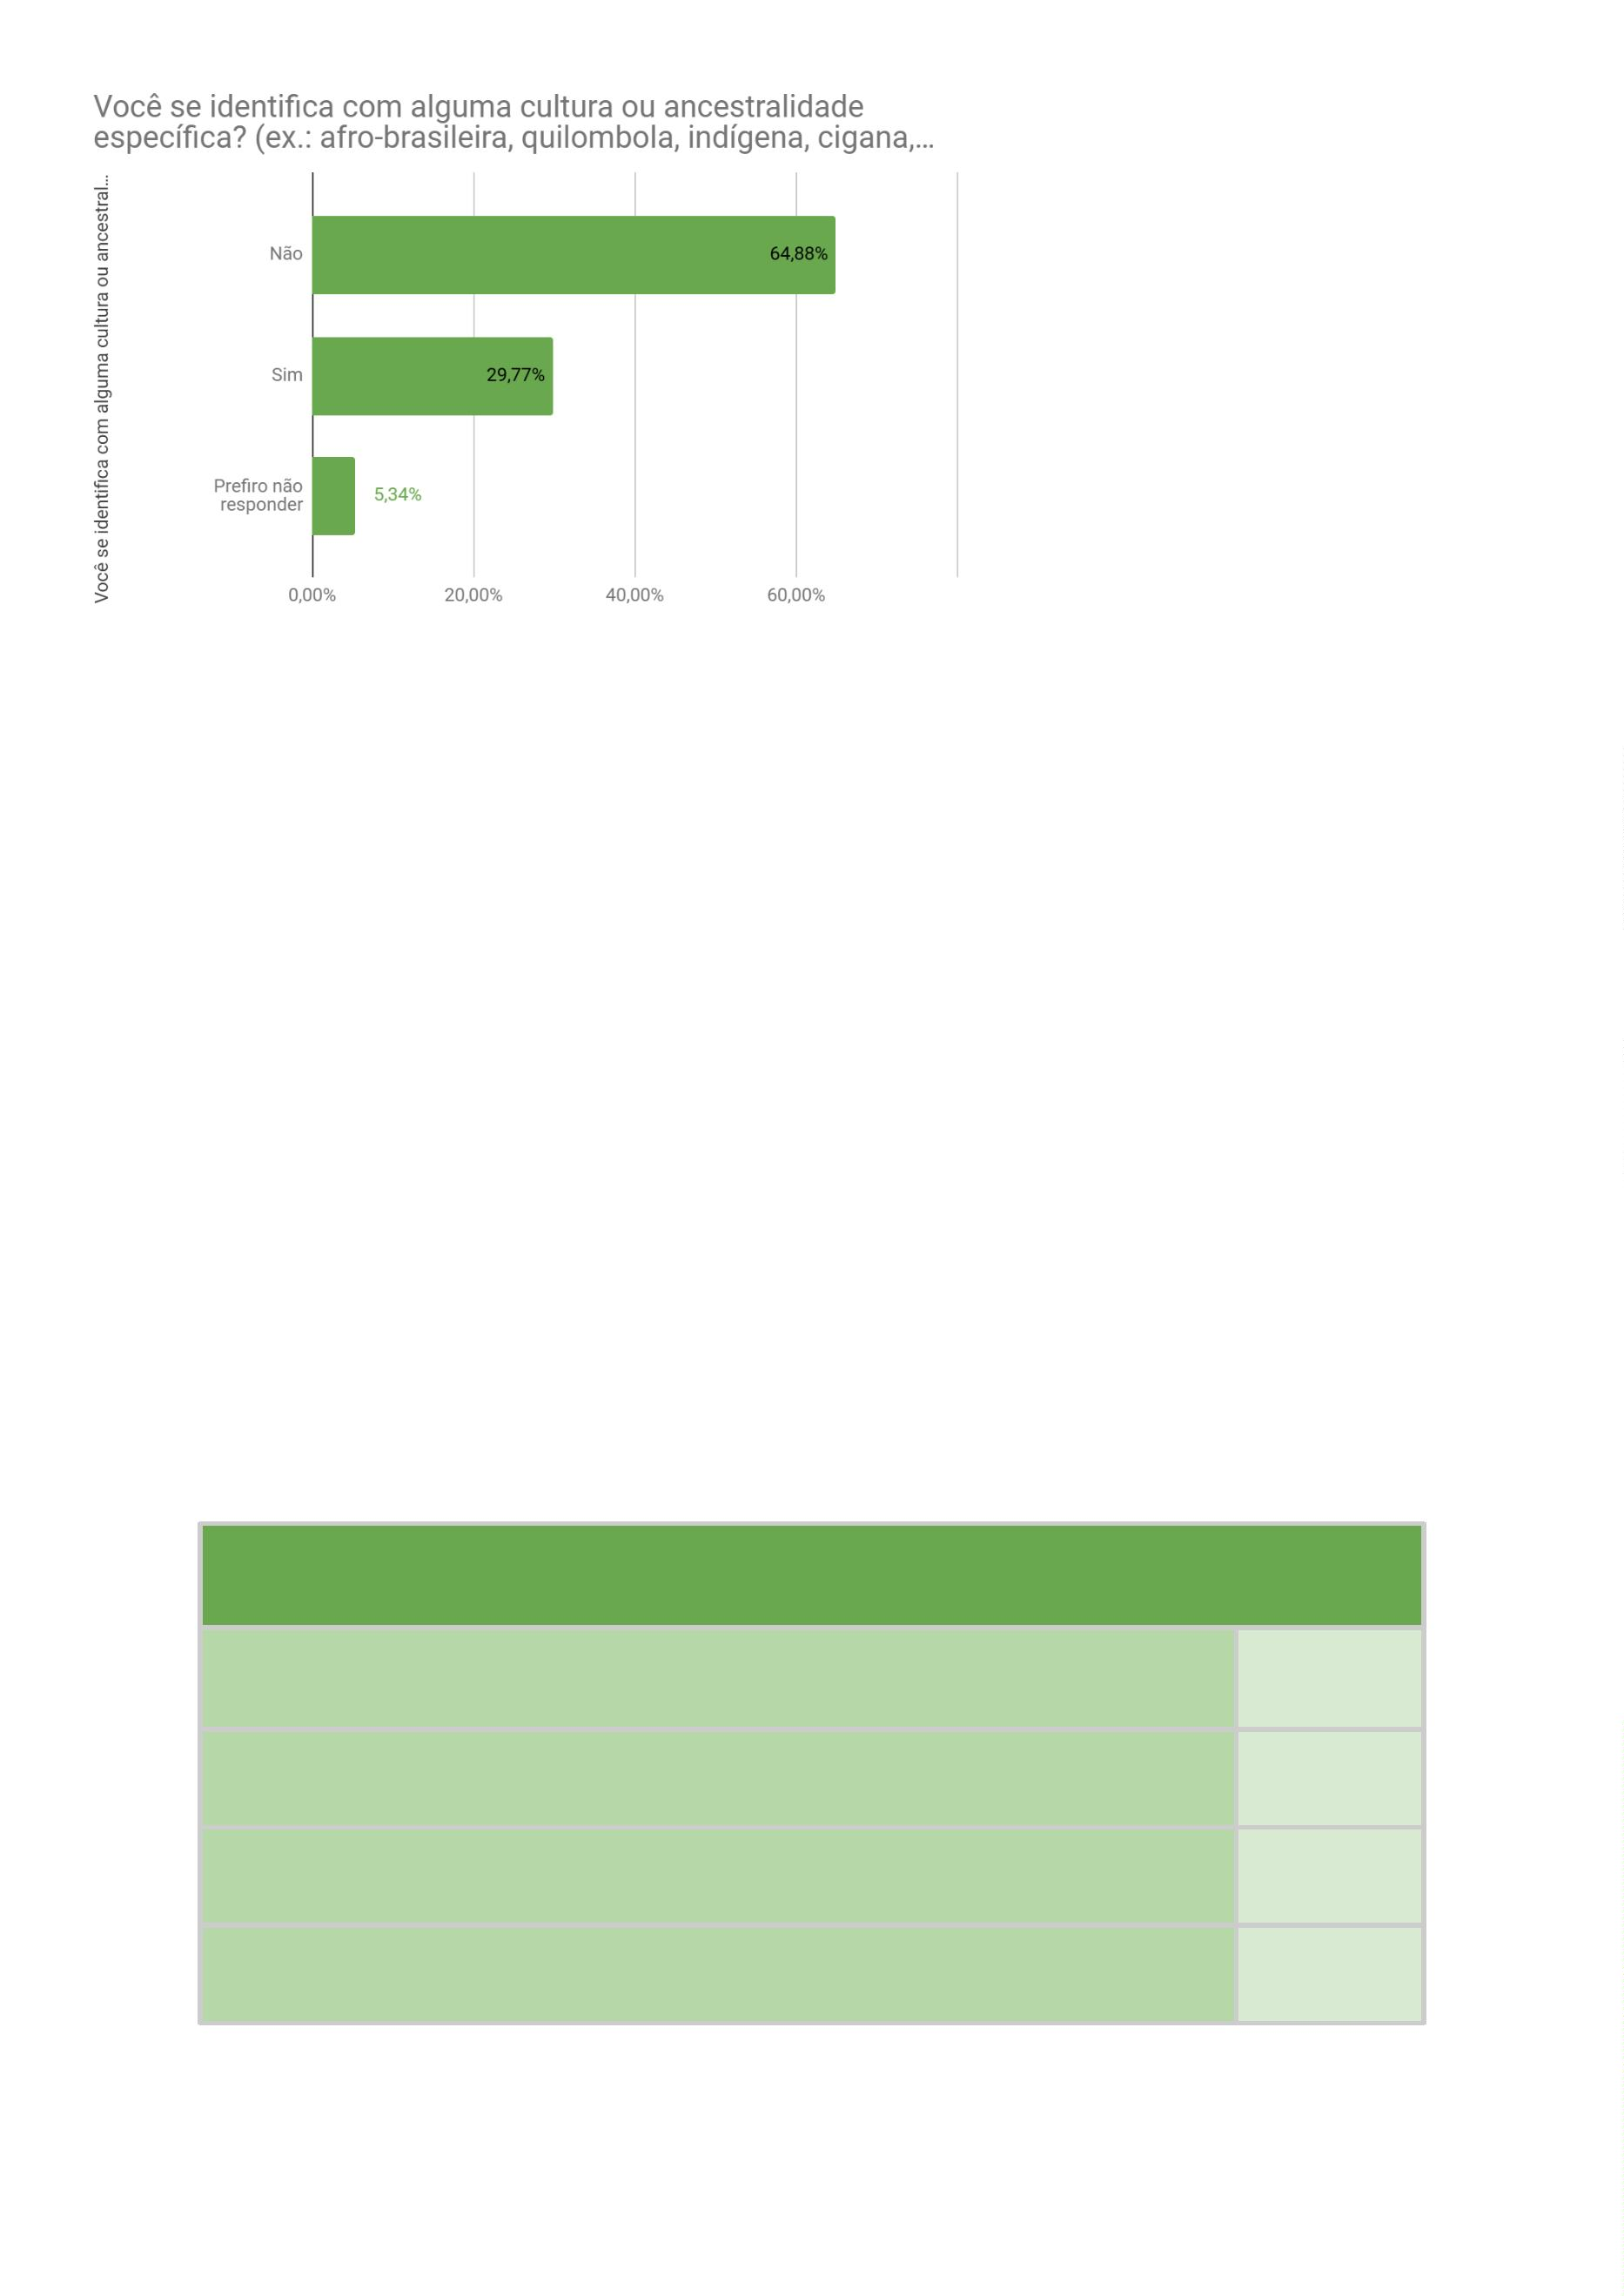 Você se identifica com alguma cultura ou ancestralidade
específica? (ex.: afro-brasileira, quilombola, indígena, cigana,...
Você se identifica com alguma cultura ou ancestral...
Não
64,88%
Sim
29,77%
Prefiro não
responder
5,34%
0,00%
20,00%
40,00%
60,00%